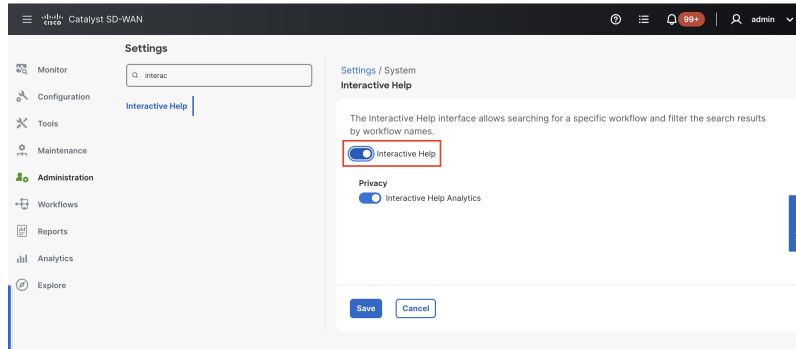 cisco Catalyst SD-WAN
99+
admin
Settings
Monitor
Configuration
Tools
Maintenance
Administration
Workflows
Reports
Analytics
Explore
interac
Interactive Help
Settings / System
Interactive Help
The Interactive Help interface allows searching for a specific workflow and filter the search results
by workflow names.
Interactive Help
Privacy
Interactive Help Analytics
Save
Cancel